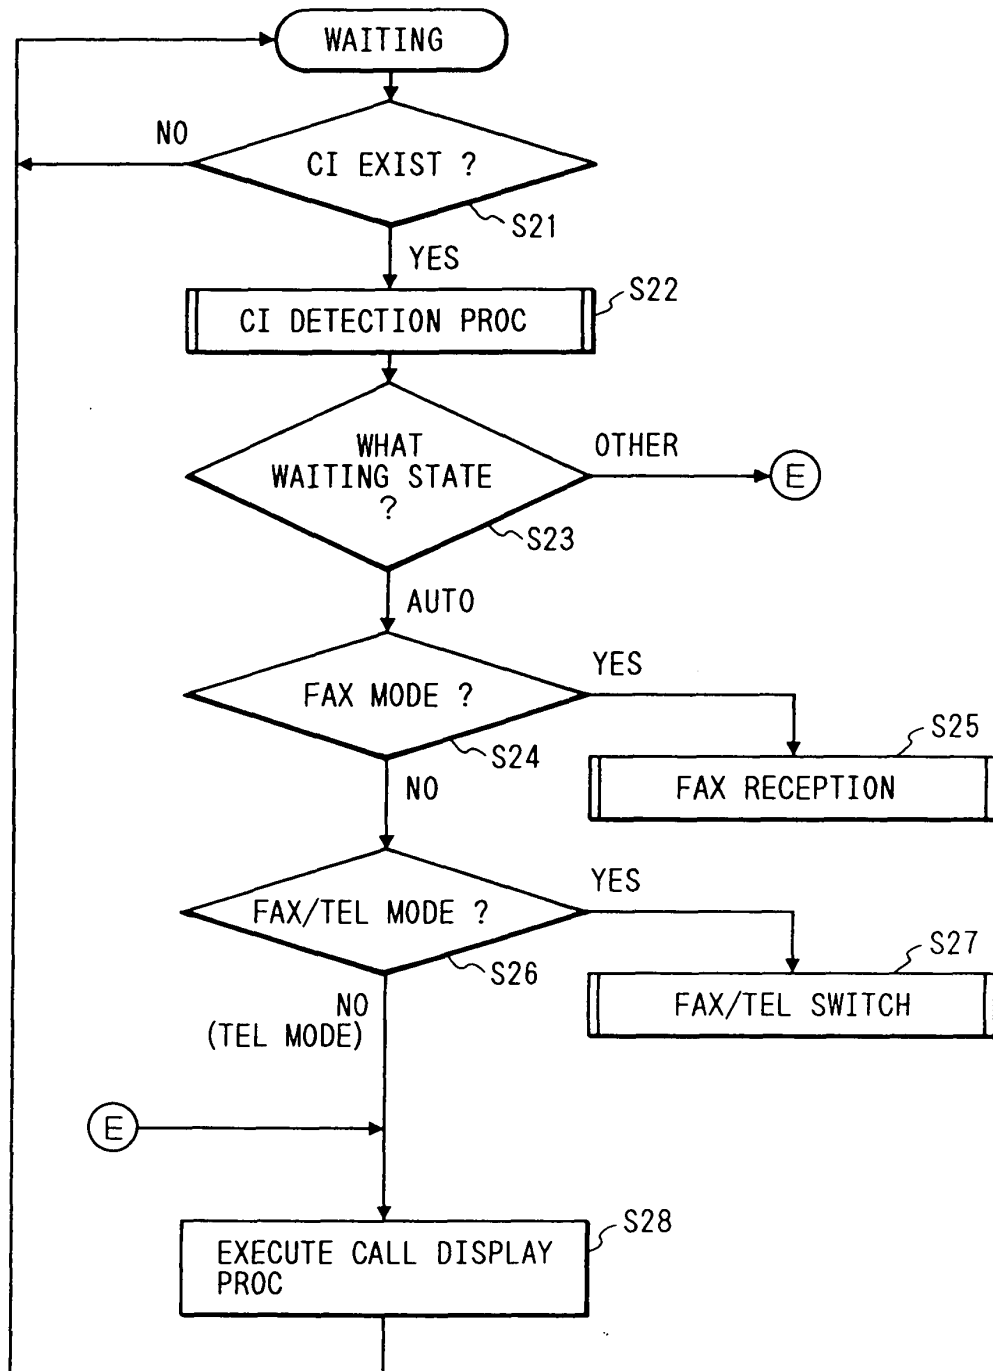 WAITING
NO
CI EXIST ?
S21
YES
S22
CI DETECTION PROC
WHAT
WAITING STATE
?
OTHER
E
S23
AUTO
FAX MODE ?
YES
S24
S25
NO
FAX RECEPTION
FAX/TEL MODE ?
YES
S26
S27
NO
(TEL MODE)
FAX/TEL SWITCH
E
S28
EXECUTE CALL DISPLAY
PROC